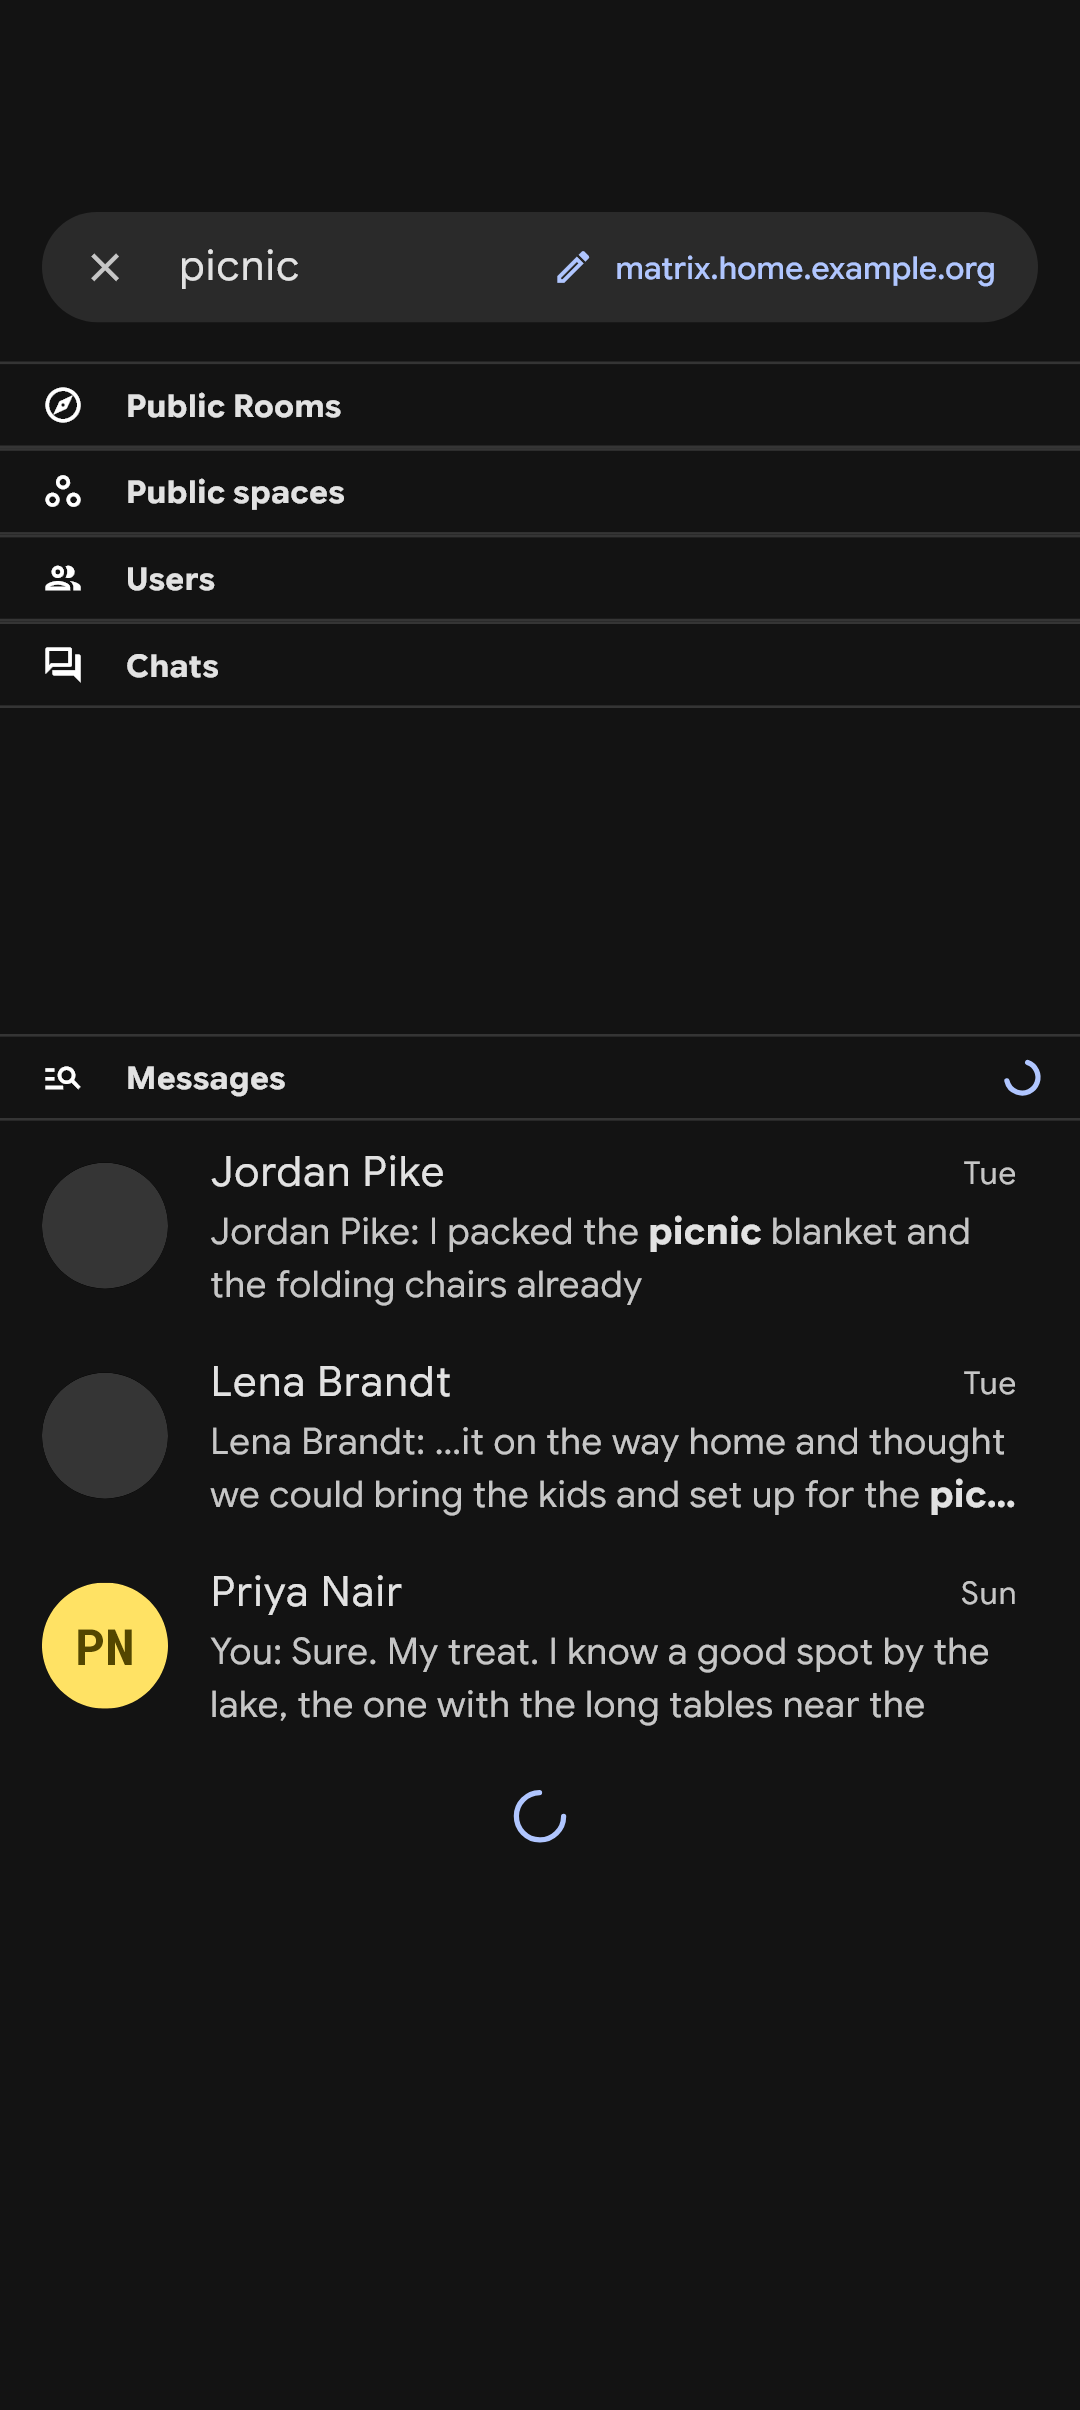 picnic
matrix.home.example.org
Public Rooms
Public spaces
Users
Chats
Messages
Jordan Pike
Tue
Jordan Pike: I packed the picnic blanket and
the folding chairs already
Lena Brandt
Tue
Lena Brandt: ...it on the way home and thought
we could bring the kids and set up for the pic...
PN
Priya Nair
Sun
You: Sure. My treat. I know a good spot by the
lake, the one with the long tables near the